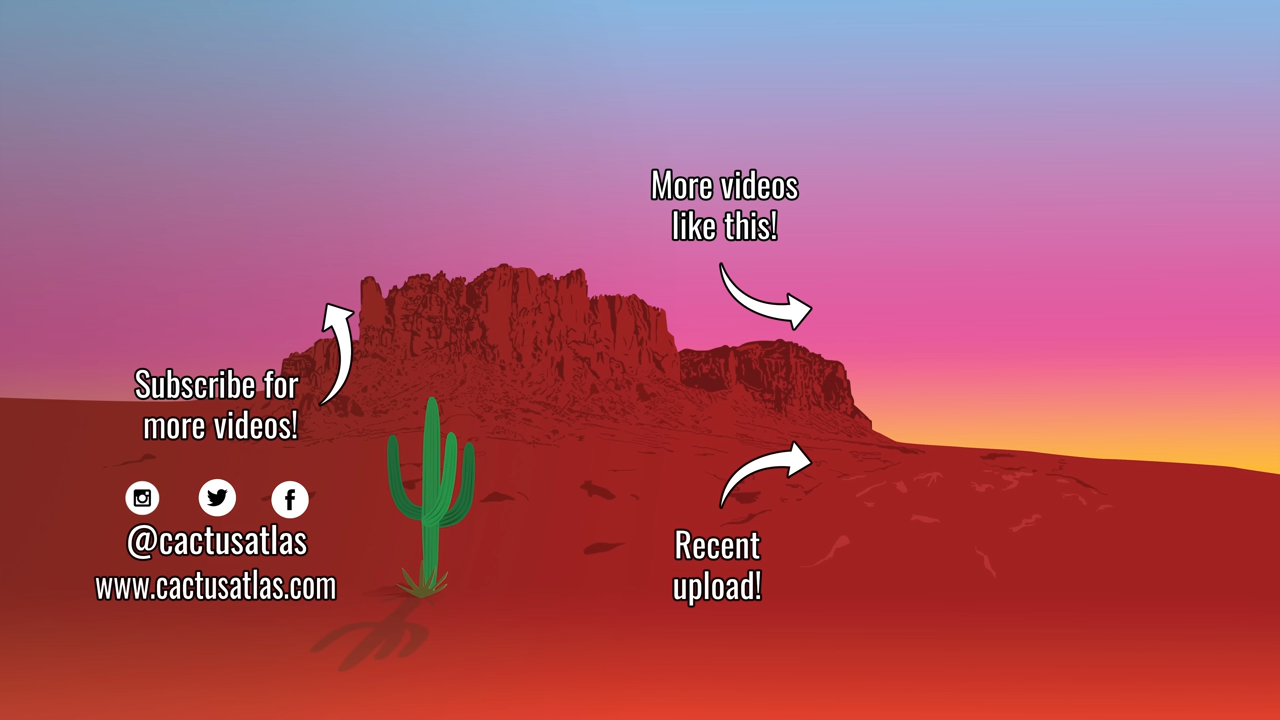 More videos
like this!
Subscribe for
more videos!
@cactusatlas
www.cactusatlas.com
Recent
upload!